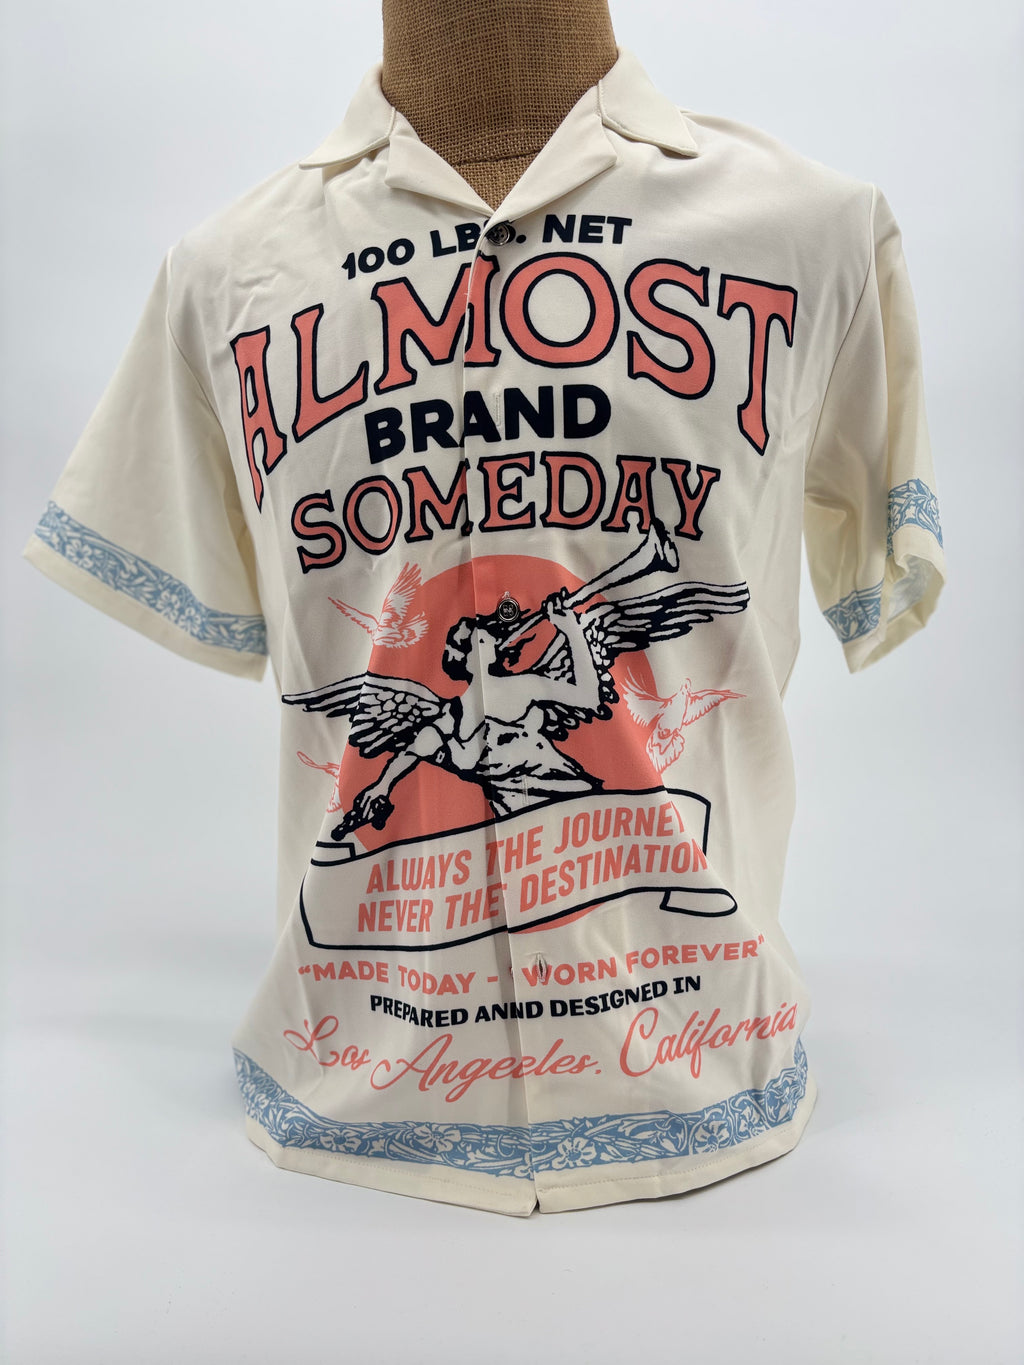 100 LBS. NET
ALMOST
BRAND
SOMEDAY
ALWAYS THE JOURNEY
NEVER THE DESTINATION
"MADE TODAY - WORN FOREVER"
PREPARED ANND DESIGNED IN
Los Angeeles, California